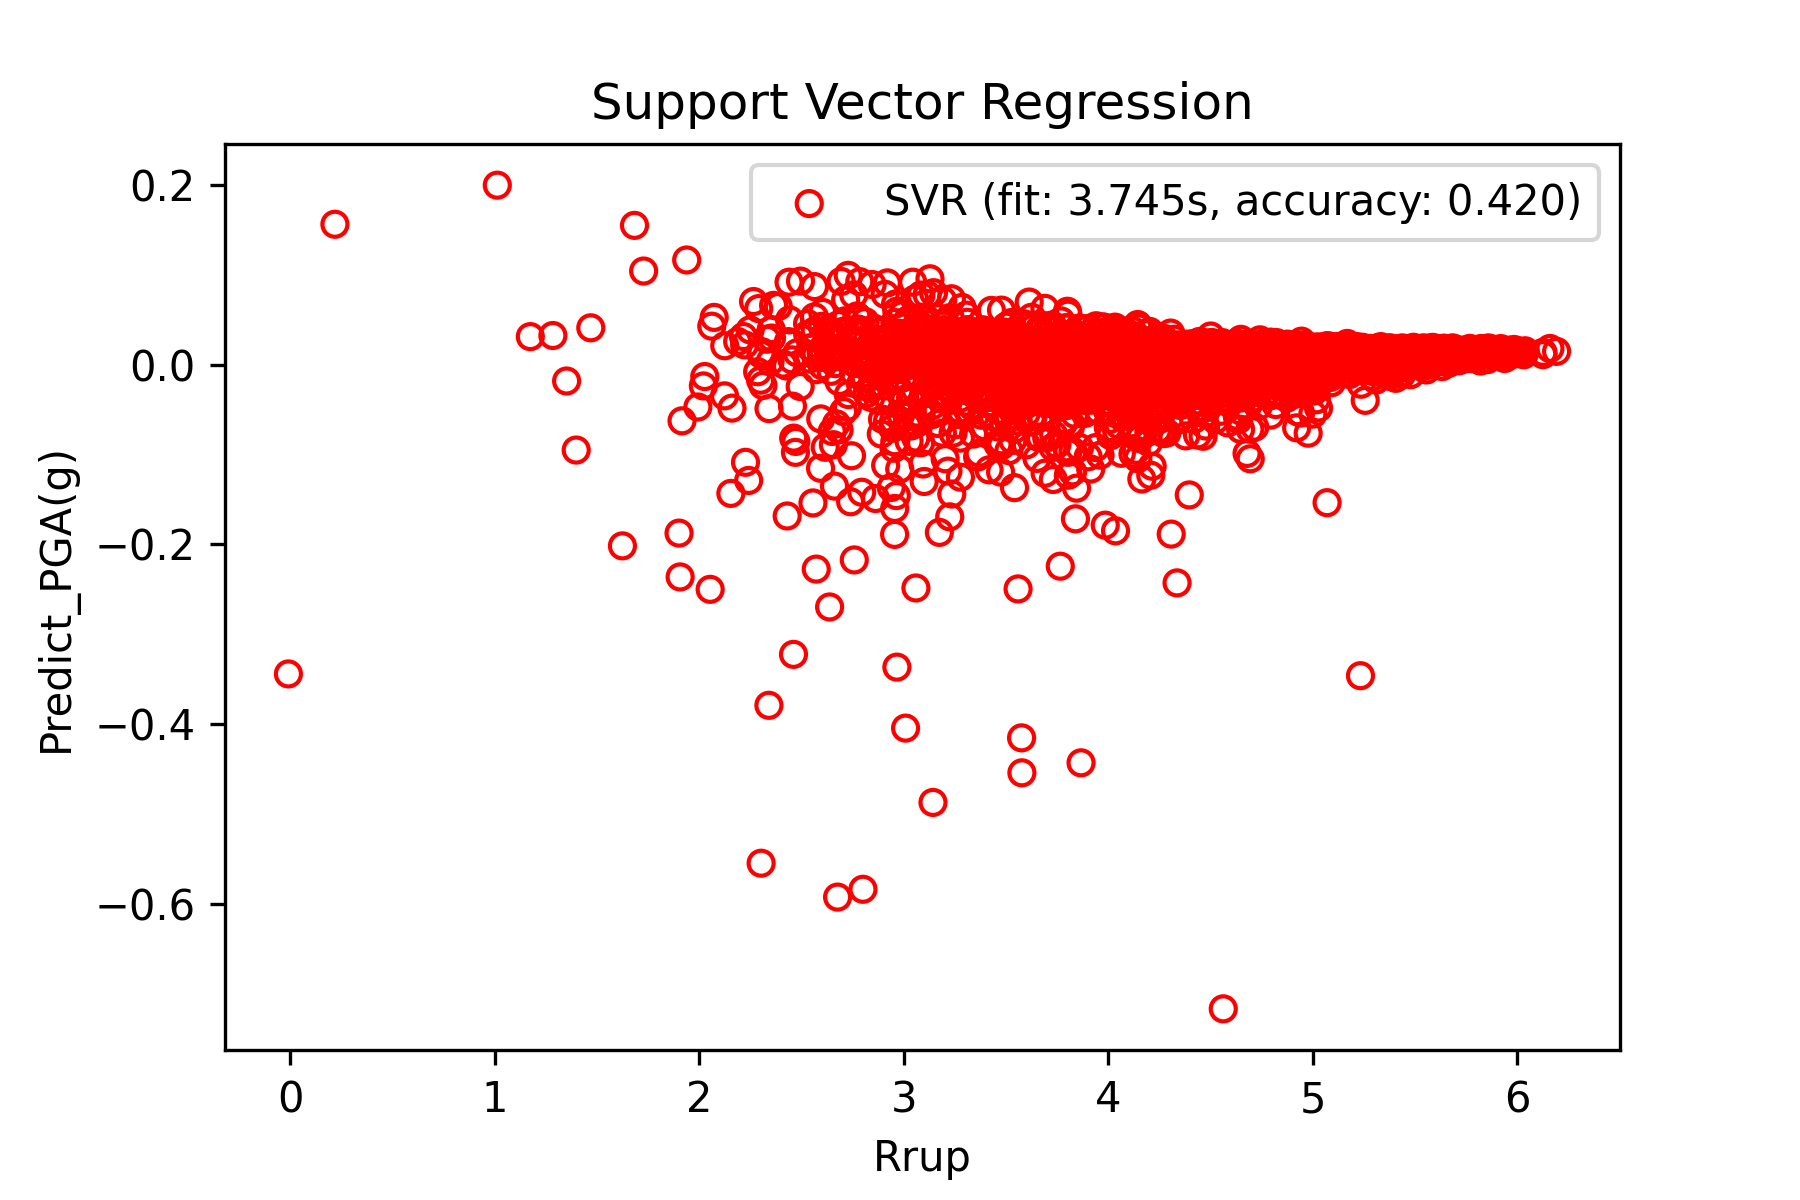 Support Vector Regression
SVR (fit: 3.745s, accuracy: 0.420)
Predict_PGA(g)
0.2
0.0
−0.2
−0.4
−0.6
0 1 2 3 4 5 6
Rrup